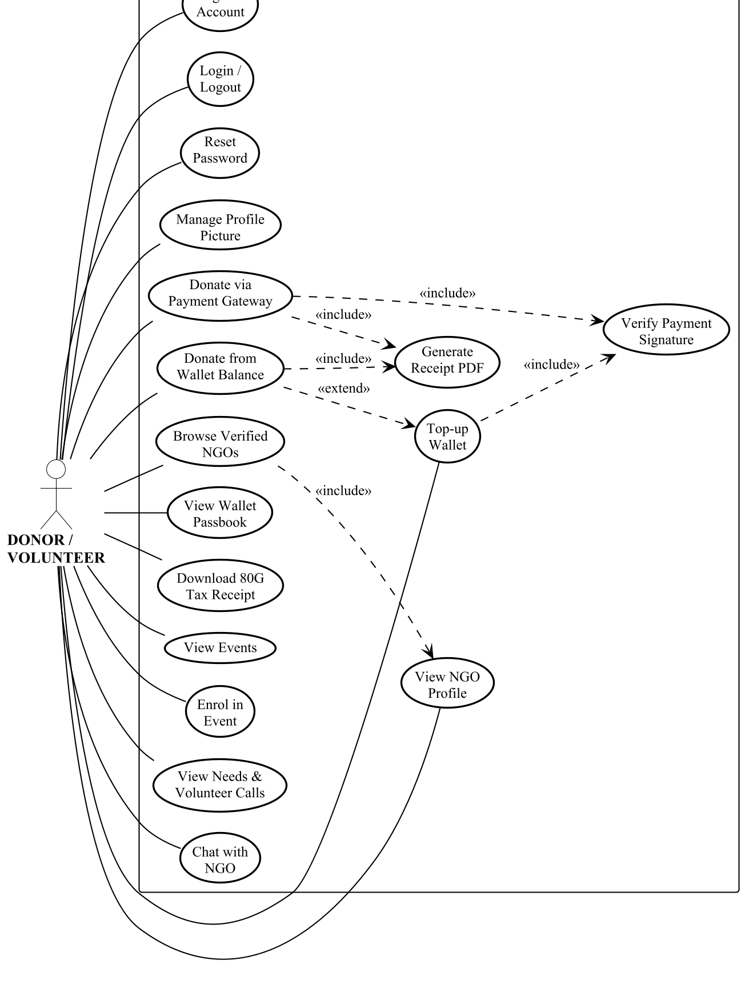 Account
Login /
Logout
Reset
Password
Manage Profile
Picture
Donate via
Payment Gateway
«include»
«include»
Verify Payment
Signature
Generate
Receipt PDF
Donate from
Wallet Balance
«include»
«include»
«extend»
Top-up
Wallet
Browse Verified
NGOs
«include»
View Wallet
Passbook
DONOR /
VOLUNTEER
Download 80G
Tax Receipt
View Events
View NGO
Profile
Enrol in
Event
View Needs &
Volunteer Calls
Chat with
NGO